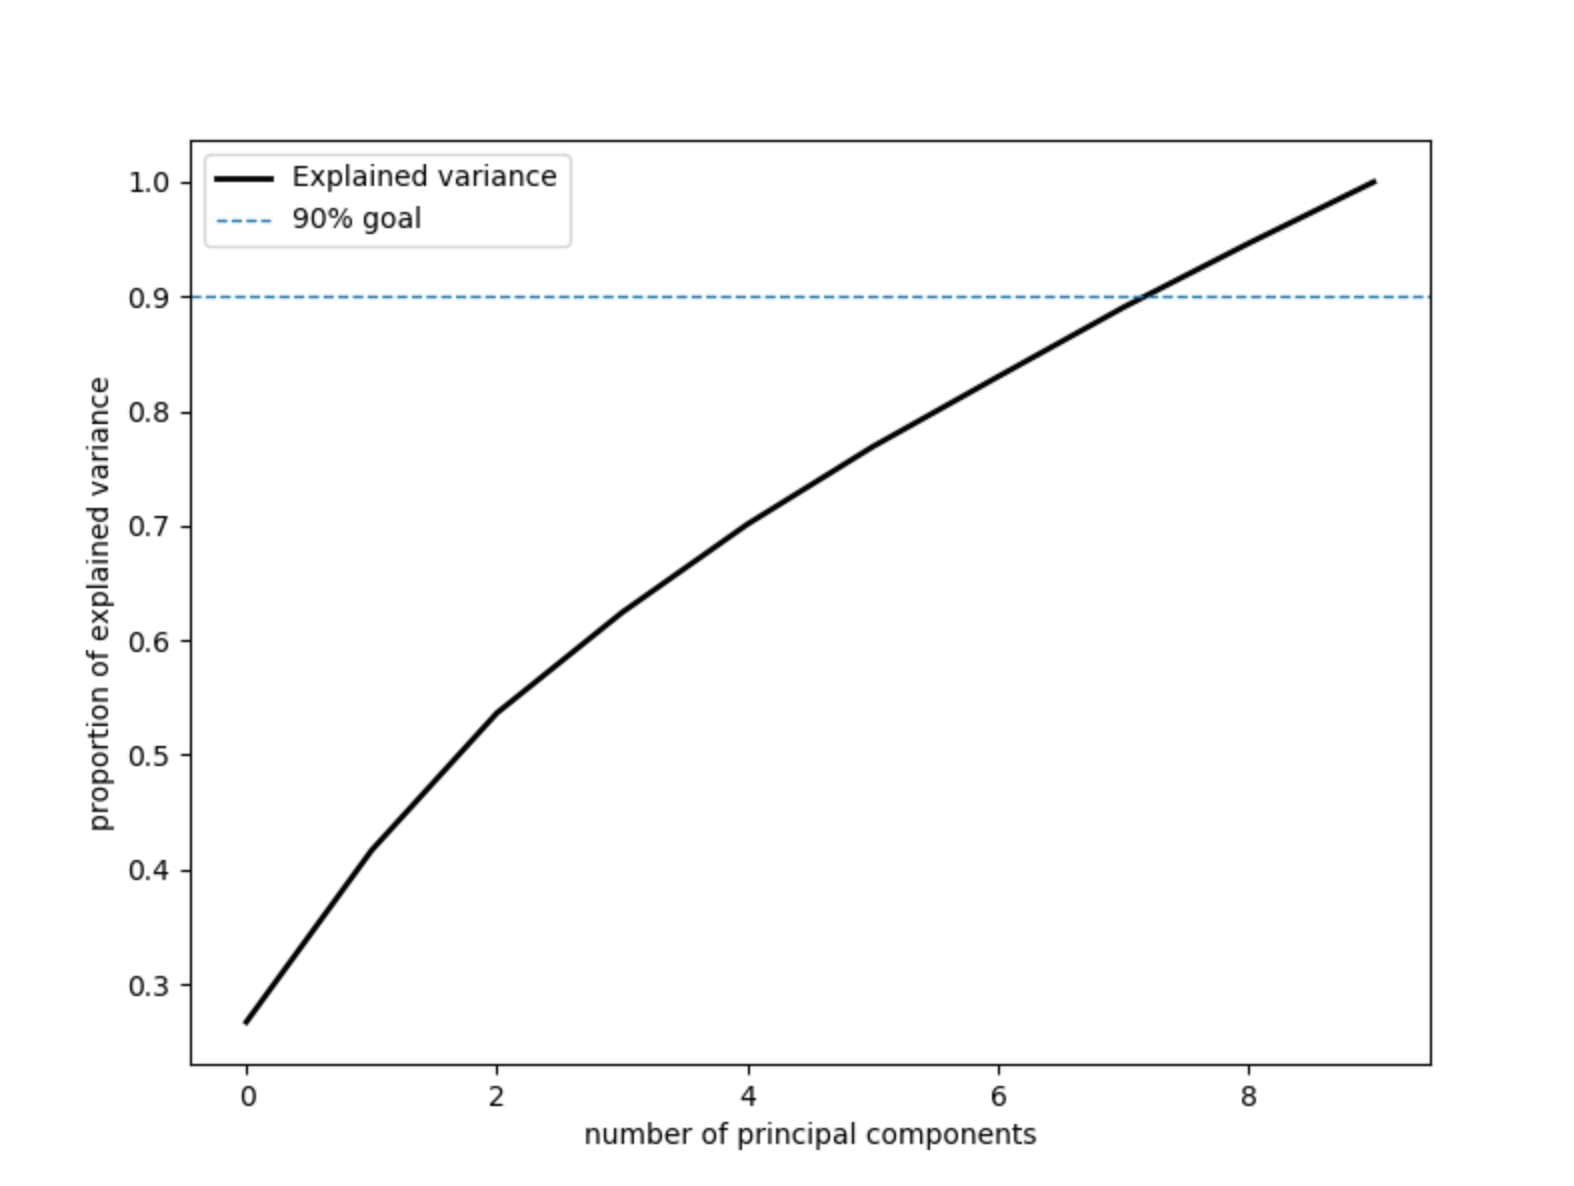 Explained variance
90% goal
1.0
0.9
0.8
0.7
0.6
0.5
0.4
0.3
proportion of explained variance
0 2 4 6 8
number of principal components